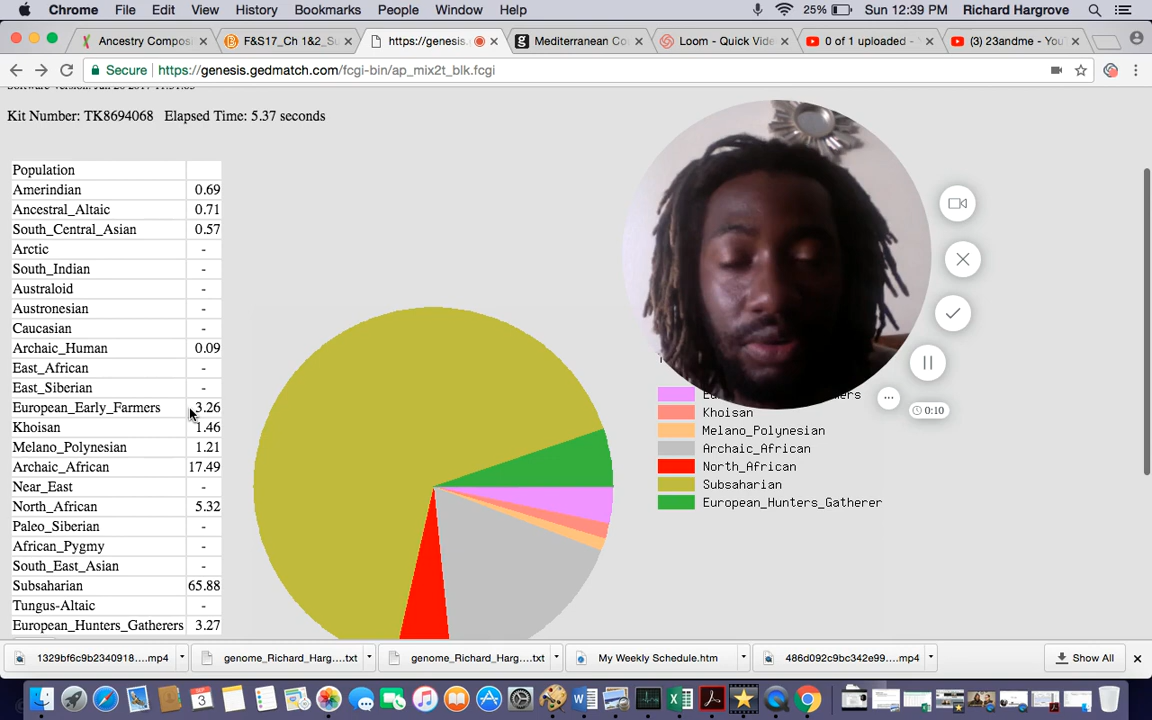 Chrome File Edit View History Bookmarks People Window Help 25% Sun 12:39 PM Richard Hargrove
Ancestry Compos F&S17_Ch 1&2_Su https://genesis. Mediterranean Co Loom - Quick Vide 0 of 1 uploaded - (3) 23andme - You
Secure https://genesis.gedmatch.com/fcgi-bin/ap_mix2t_blk.fcgi
Kit Number: TK8694068 Elapsed Time: 5.37 seconds
Population
Amerindian 0.69
Ancestral_Altaic 0.71
South_Central_Asian 0.57
Arctic -
South_Indian -
Australoid -
Austronesian -
Caucasian -
Archaic_Human 0.09
East_African -
East_Siberian -
European_Early_Farmers 3.26
Khoisan 1.46
Melano_Polynesian 1.21
Archaic_African 17.49
Near_East -
North_African 5.32
Paleo_Siberian -
African_Pygmy -
South_East_Asian -
Subsaharian 65.88
Tungus-Altaic -
European_Hunters_Gatherers 3.27
Khoisan
Melano_Polynesian
Archaic_African
North_African
Subsaharian
European_Hunters_Gatherer
0:10
1329bf6c9b2340918....mp4 genome_Richard_Harg....txt genome_Richard_Harg....txt My Weekly Schedule.htm 486d092c9bc342e99....mp4 Show All
3